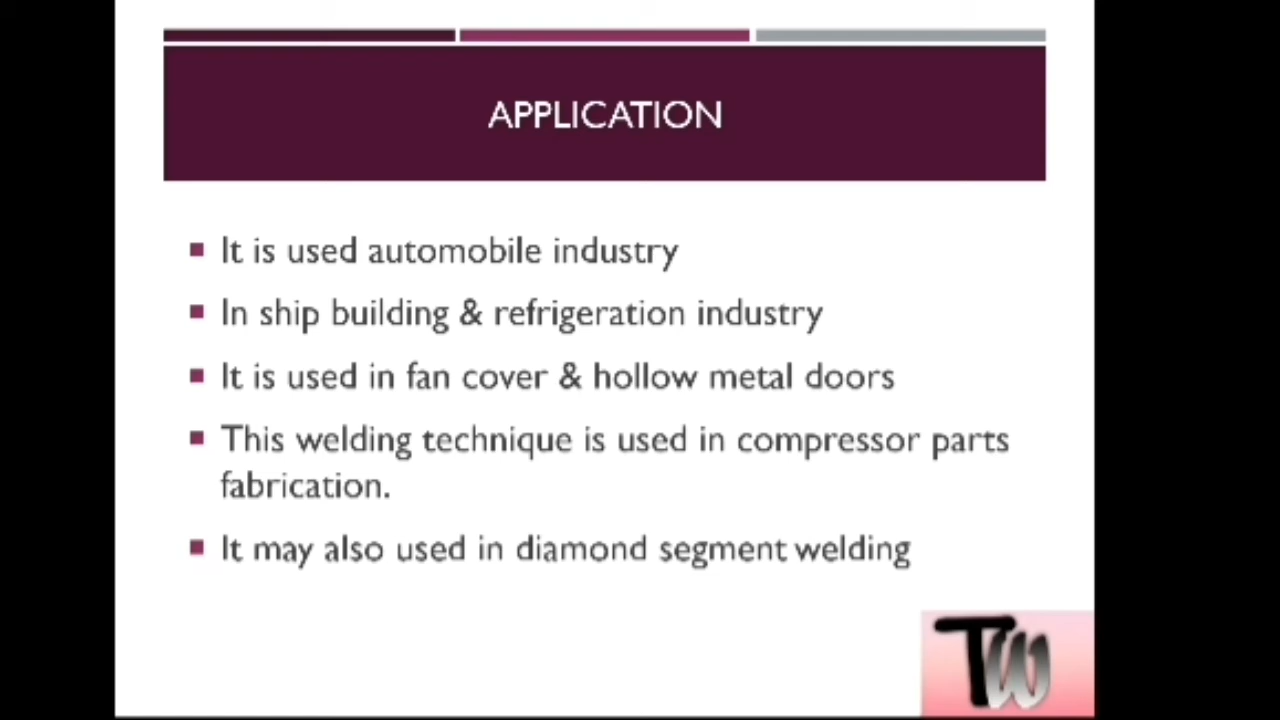 APPLICATION
It is used automobile industry
In ship building & refrigeration industry
It is used in fan cover & hollow metal doors
This welding technique is used in compressor parts
fabrication.
It may also used in diamond segment welding
TW